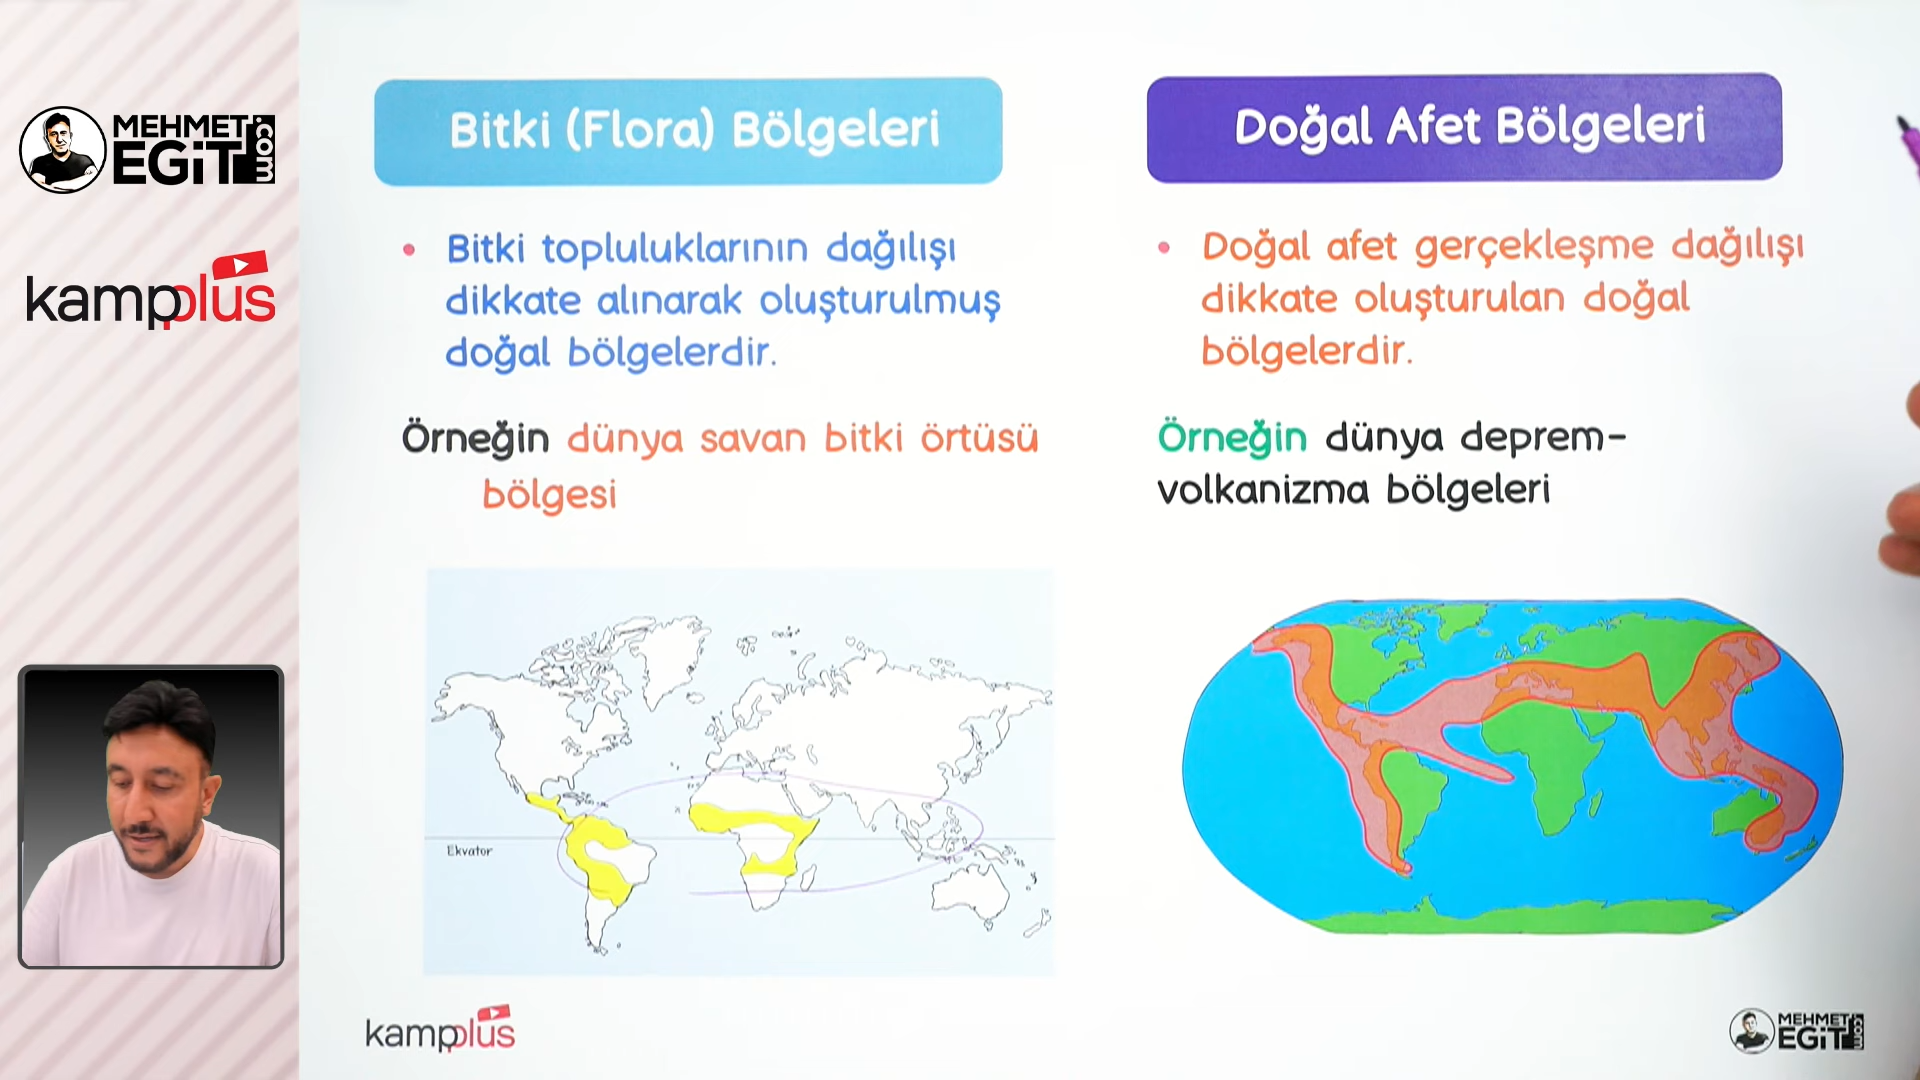 MEHMET
EGiT.com
kampplus
Bitki (Flora) Bölgeleri
• Bitki topluluklarının dağılışı
dikkate alınarak oluşturulmuş
doğal bölgelerdir.
Örneğin dünya savan bitki örtüsü
bölgesi
Ekvator
kampplus
Doğal Afet Bölgeleri
• Doğal afet gerçekleşme dağılışı
dikkate oluşturulan doğal
bölgelerdir.
Örneğin dünya deprem-
volkanizma bölgeleri
MEHMET
EGiT.com